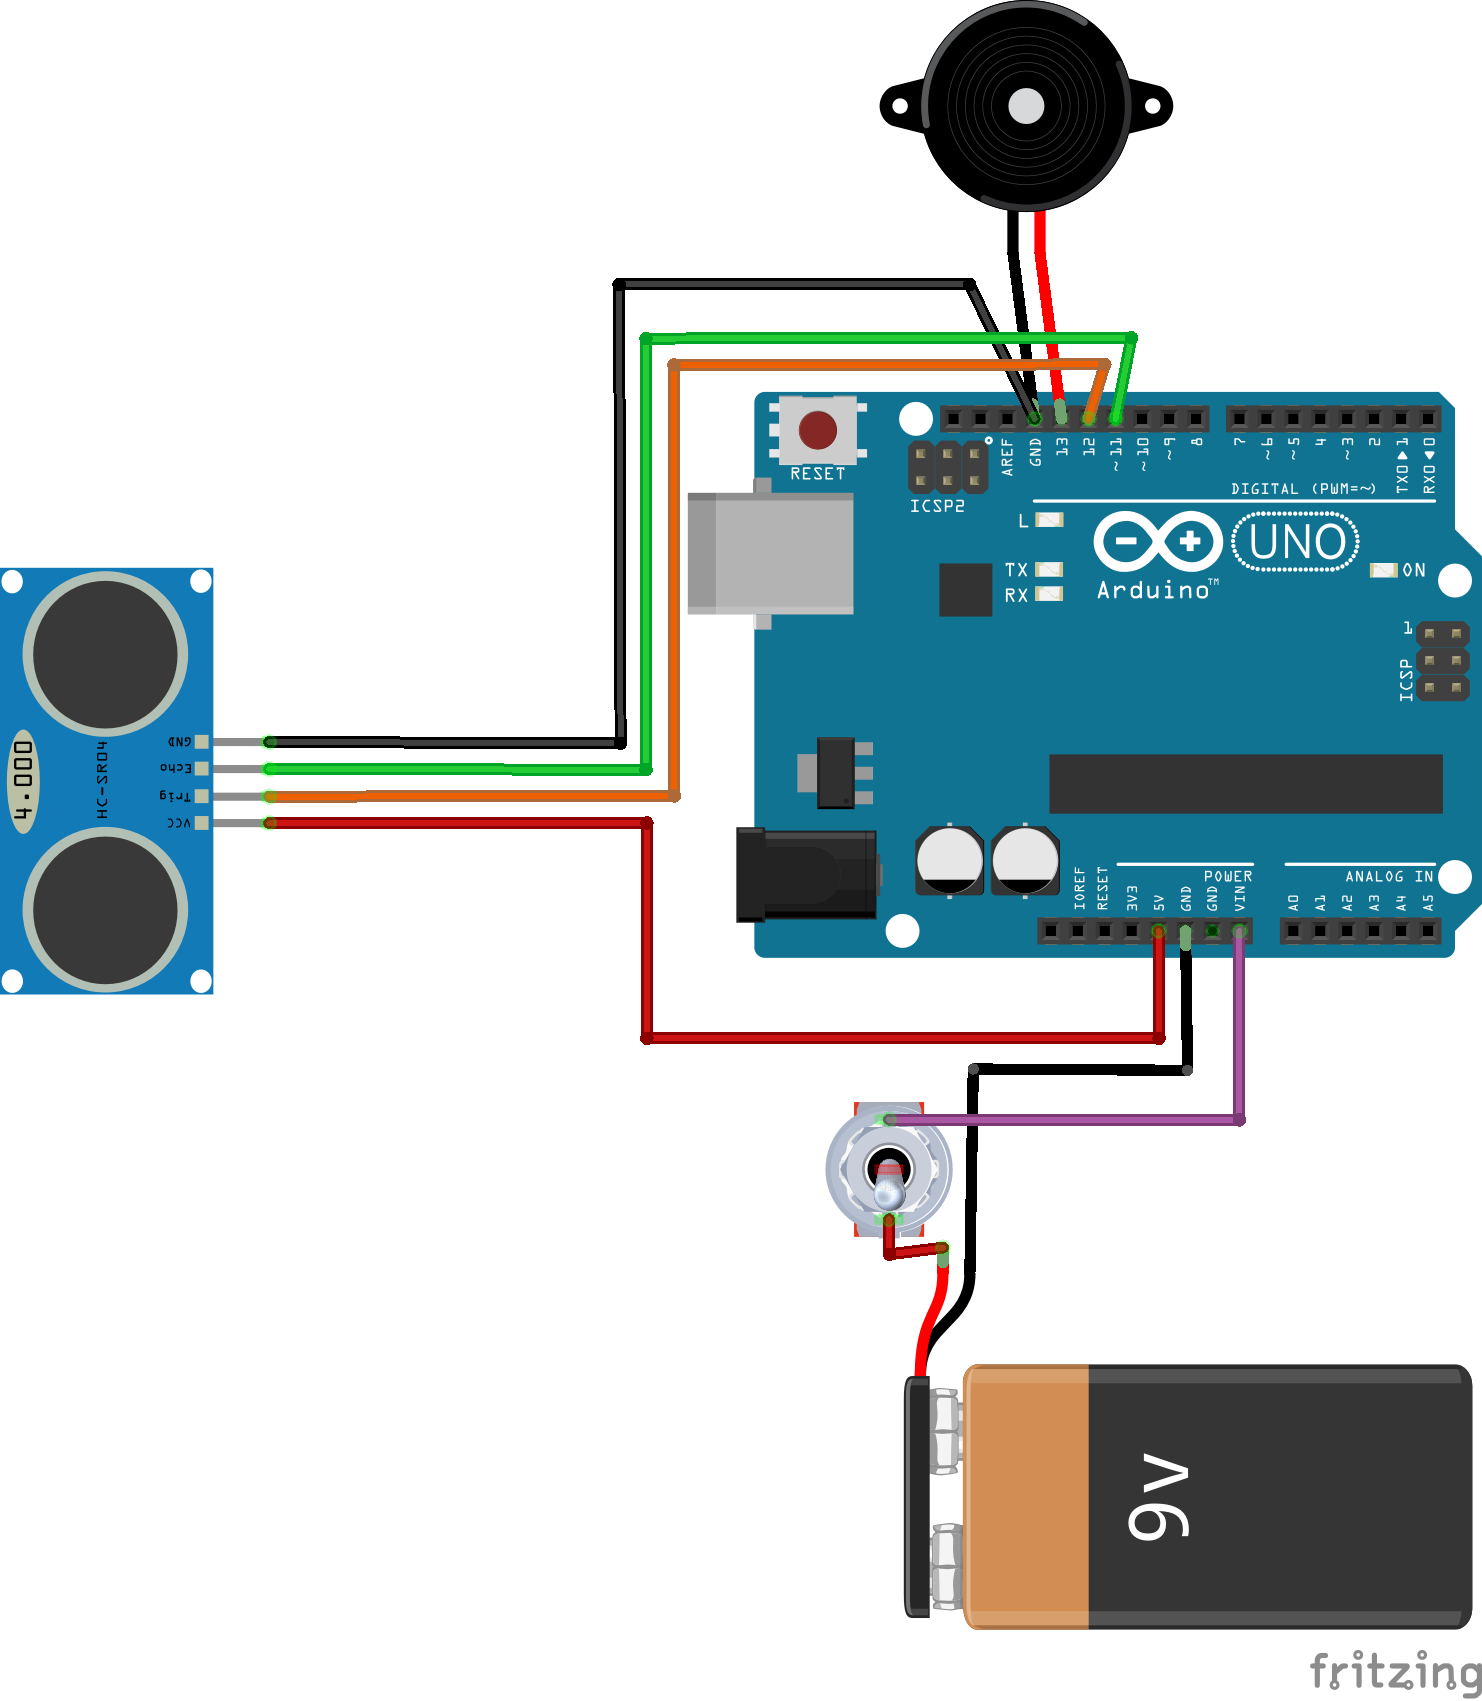 RESET
ICSP2
AREF
GND
13
12
~11
~10
~9
8
7
~6
~5
4
~3
2
TX0▶1
RX0◀0
DIGITAL (PWM=~)
L
TX
RX
UNO
Arduino™
ON
1
ICSP
GND
Echo
Trig
VCC
HC-SR04
4.000
IOREF
RESET
3V3
5V
GND
GND
VIN
POWER
ANALOG IN
A0
A1
A2
A3
A4
A5
9v
fritzing